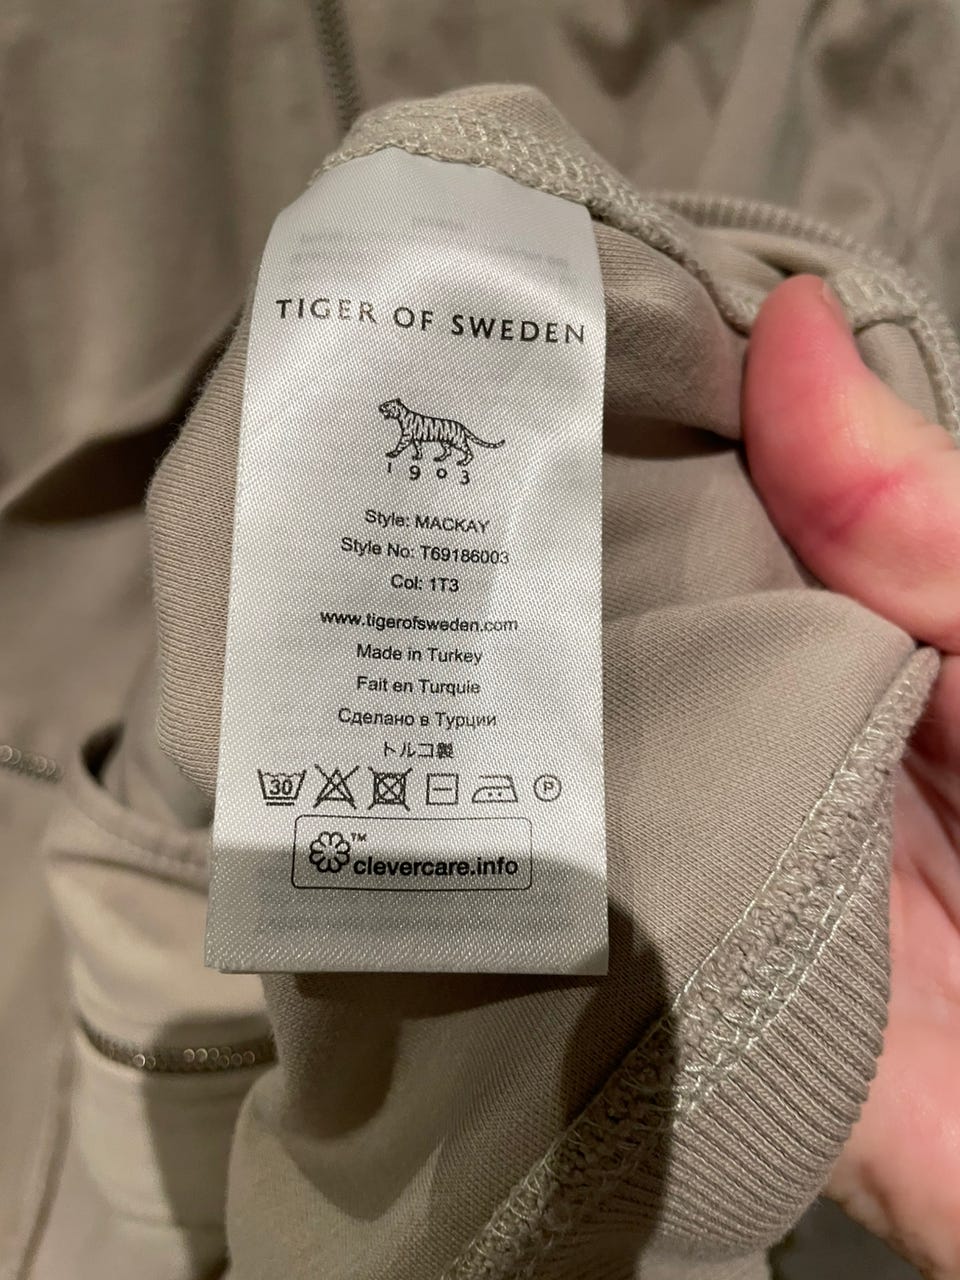 TIGER OF SWEDEN
1903
Style: MACKAY
Style No: T69186003
Col: 1T3
www.tigerofsweden.com
Made in Turkey
Fait en Turquie
Сделано в Турции
トルコ製
30 P
™
clevercare.info